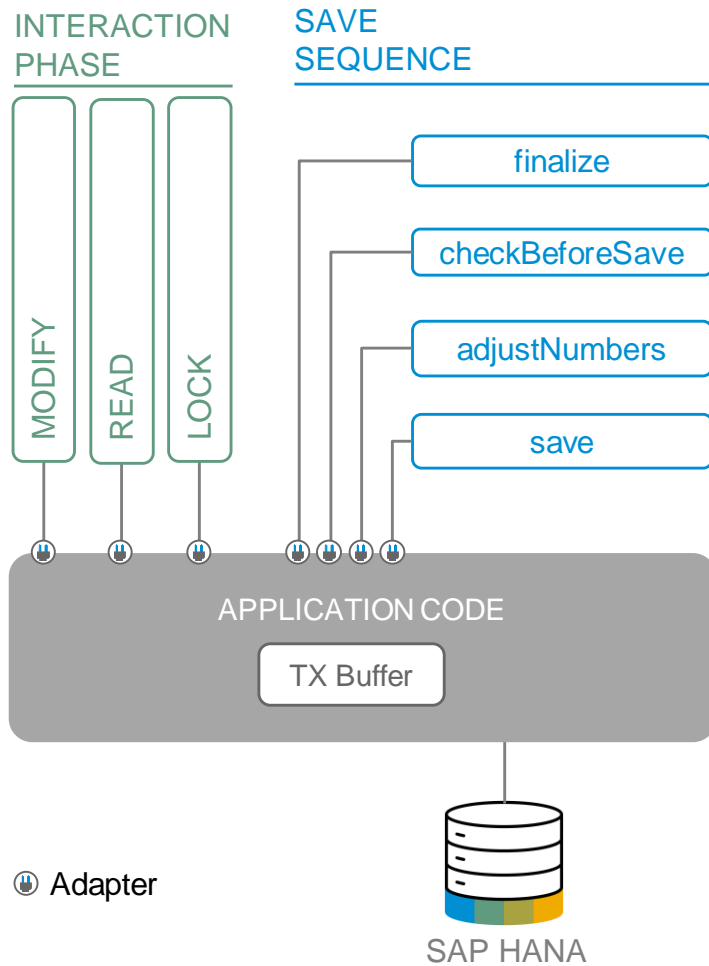 INTERACTION
PHASE
SAVE
SEQUENCE
MODIFY
READ
LOCK
finalize
checkBeforeSave
adjustNumbers
save
APPLICATION CODE
TX Buffer
Adapter
SAP HANA